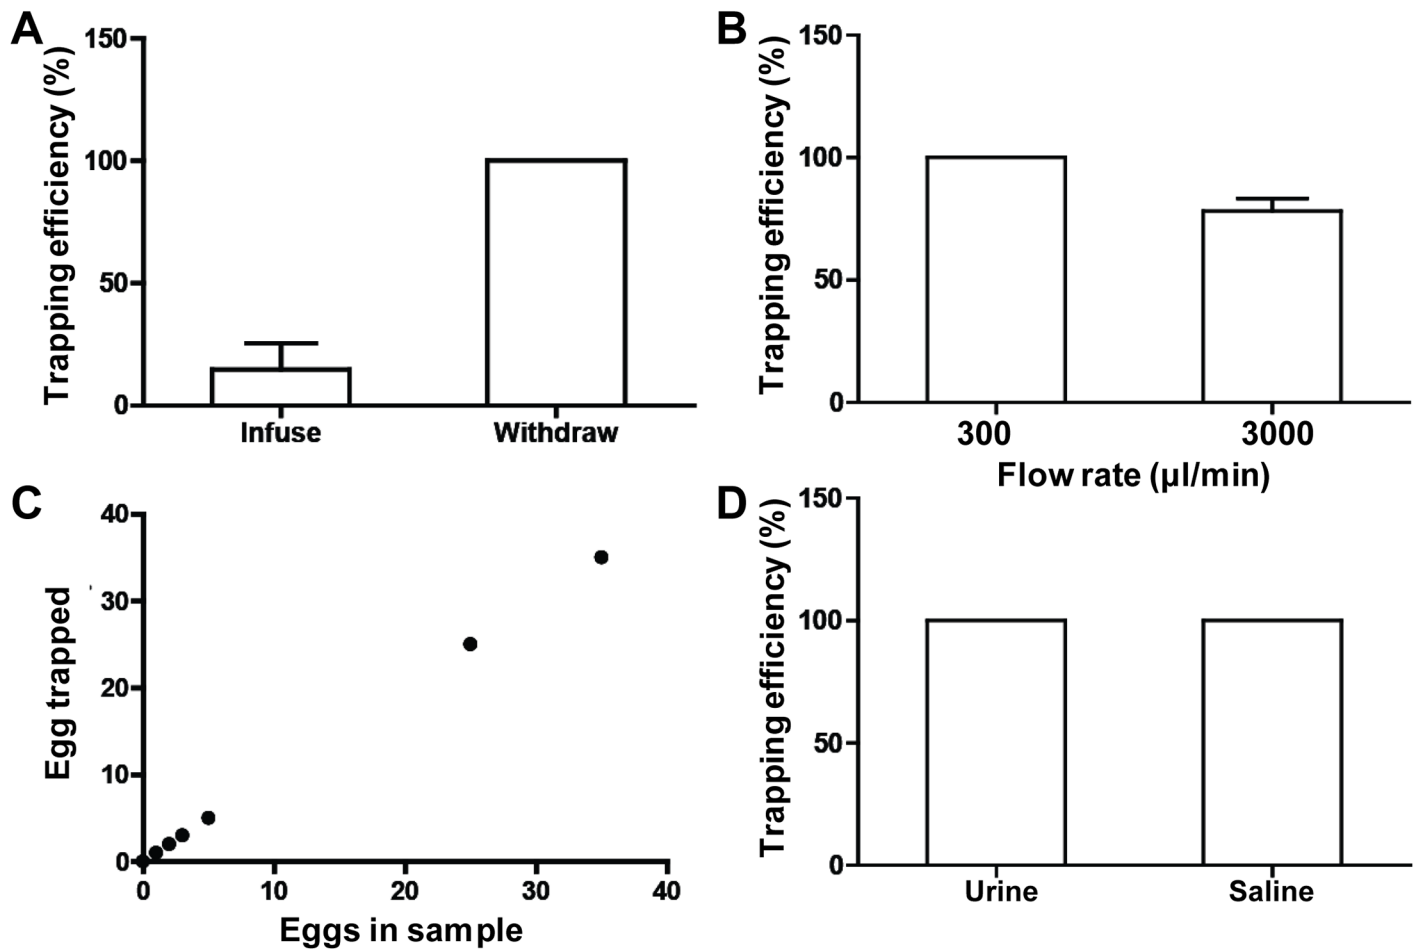 A
Trapping efficiency (%)
150
100
50
0
Infuse
Withdraw
B
Trapping efficiency (%)
150
100
50
0
300
3000
Flow rate (µl/min)
C
Egg trapped
40
30
20
10
0
0
10
20
30
40
Eggs in sample
D
Trapping efficiency (%)
150
100
50
0
Urine
Saline